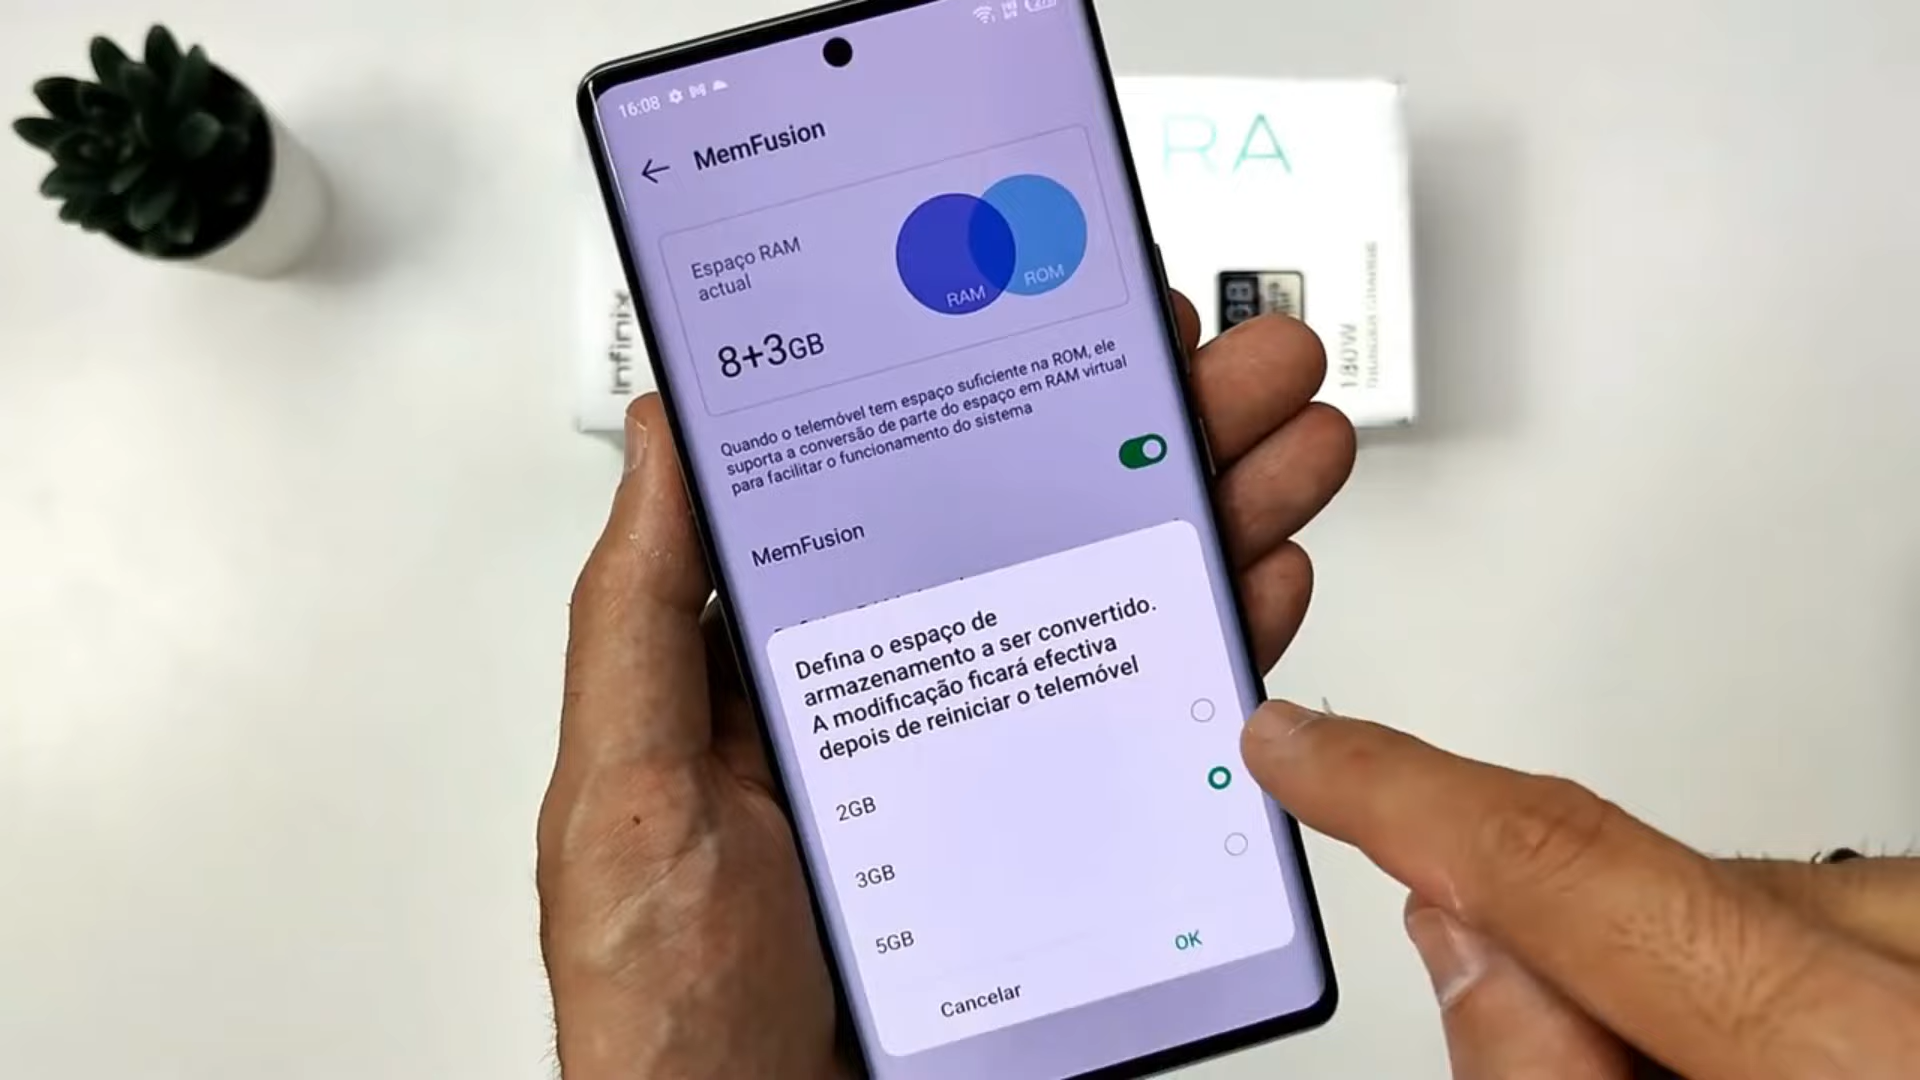 16:08
MemFusion
Espaço RAM
actual
8+3GB
RAM
ROM
Quando o telemóvel tem espaço suficiente na ROM, ele
suporta a conversão de parte do espaço em RAM virtual
para facilitar o funcionamento do sistema
MemFusion
Defina o espaço de
armazenamento a ser convertido.
A modificação ficará efectiva
depois de reiniciar o telemóvel
2GB
3GB
5GB
Cancelar
OK
RA
Infinix
180W